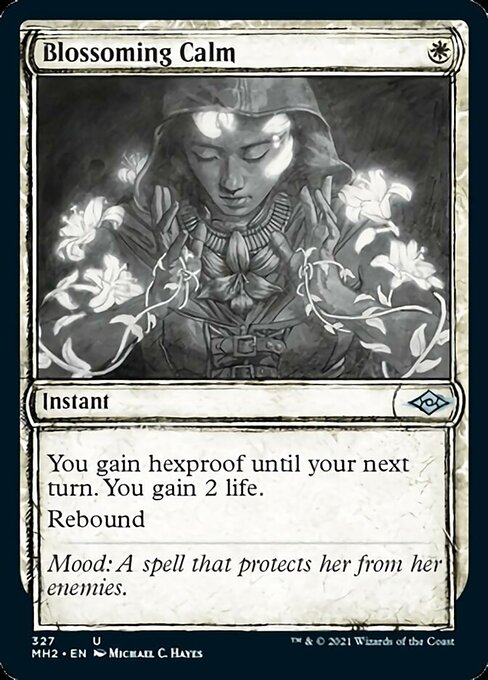 Blossoming Calm
Instant
You gain hexproof until your next
turn. You gain 2 life.
Rebound
Mood: A spell that protects her from her
enemies.
327 U
MH2 • EN Michael C. Hayes
™ & © 2021 Wizards of the Coast